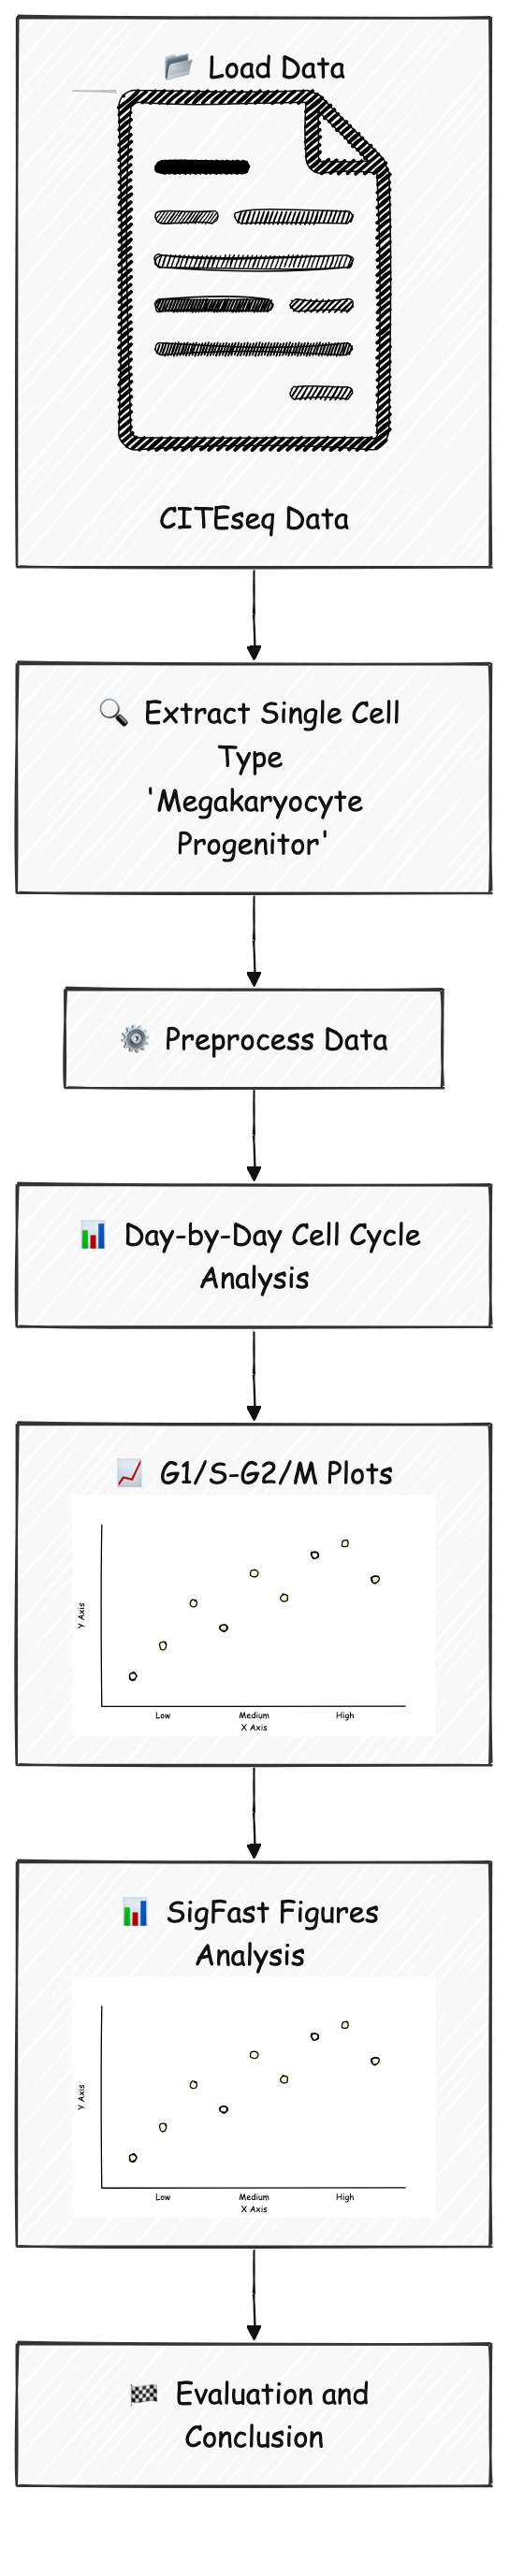 📂 Load Data
CITEseq Data
🔍 Extract Single Cell
Type
'Megakaryocyte
Progenitor'
⚙️ Preprocess Data
📊 Day-by-Day Cell Cycle
Analysis
📈 G1/S-G2/M Plots
Y Axis
Low Medium High
X Axis
📊 SigFast Figures
Analysis
Y Axis
Low Medium High
X Axis
🏁 Evaluation and
Conclusion